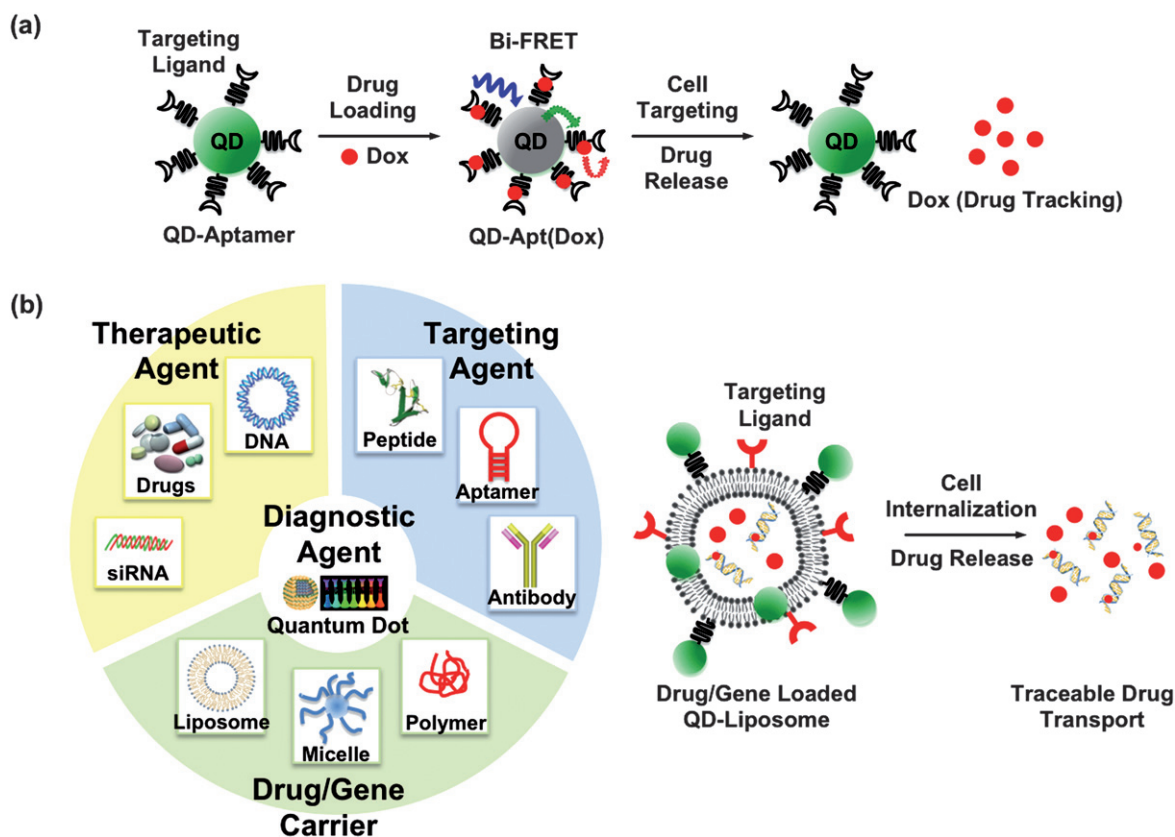 (a)
Targeting
Ligand
QD
QD-Aptamer
Drug
Loading
Dox
Bi-FRET
QD
QD-Apt(Dox)
Cell
Targeting
Drug
Release
QD
Dox (Drug Tracking)
(b)
Therapeutic
Agent
DNA
Drugs
siRNA
Targeting
Agent
Peptide
Aptamer
Antibody
Diagnostic
Agent
Quantum Dot
Liposome
Micelle
Polymer
Drug/Gene
Carrier
Targeting
Ligand
Drug/Gene Loaded
QD-Liposome
Cell
Internalization
Drug Release
Traceable Drug
Transport